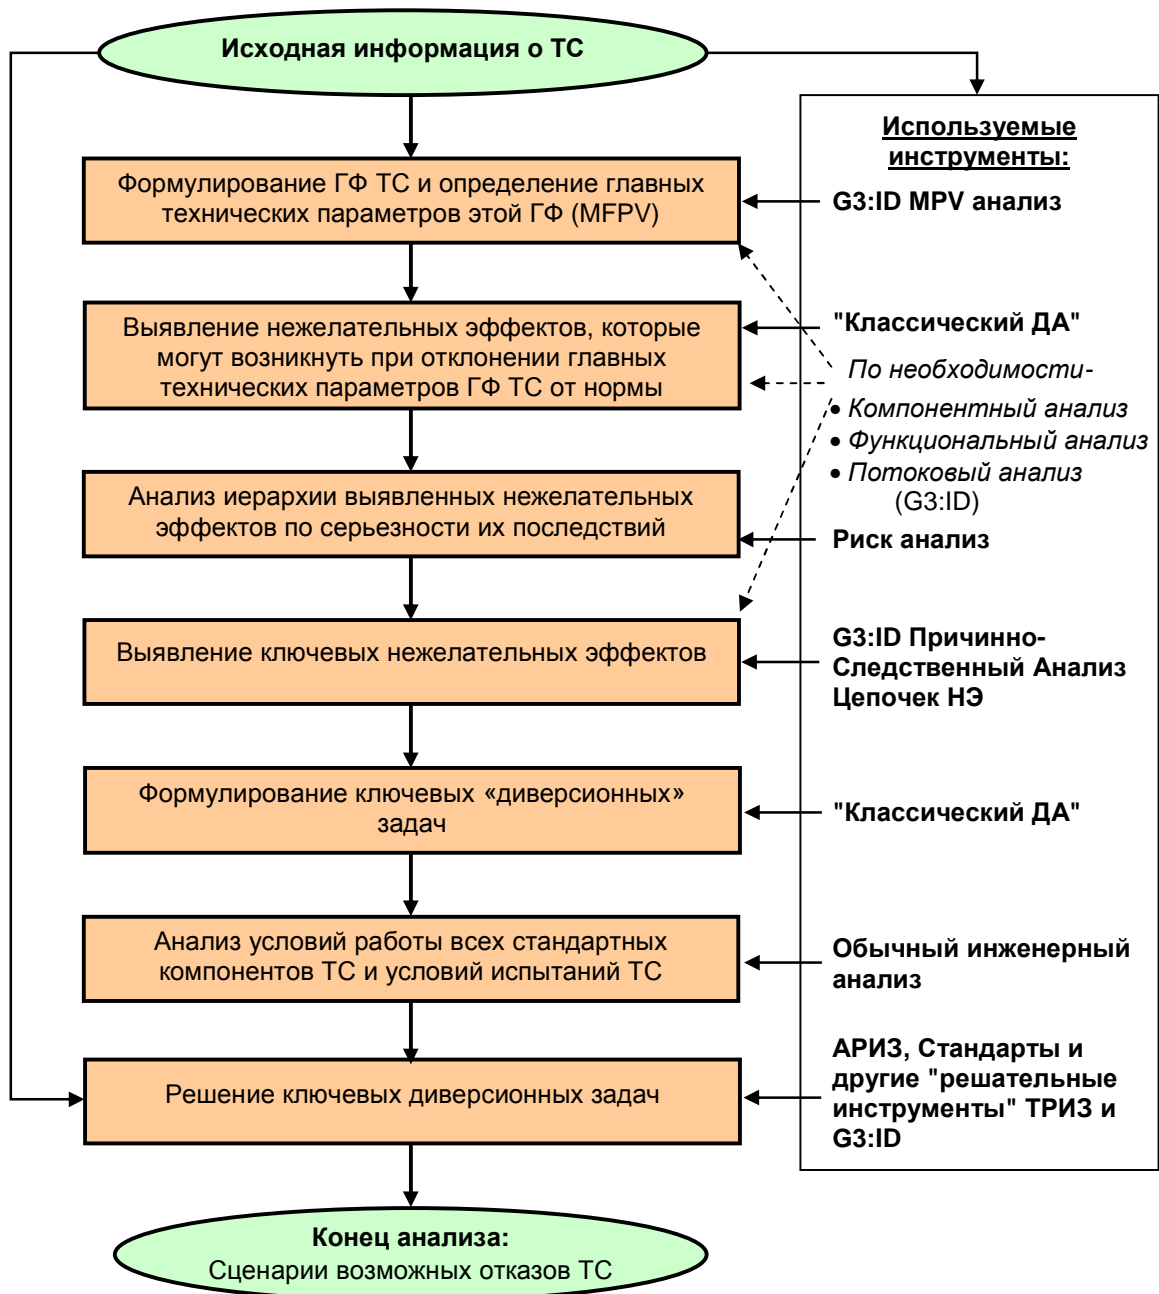 Исходная информация о ТС
Используемые
инструменты:
Формулирование ГФ ТС и определение главных
технических параметров этой ГФ (MFPV)
G3:ID MPV анализ
Выявление нежелательных эффектов, которые
могут возникнуть при отклонении главных
технических параметров ГФ ТС от нормы
"Классический ДА"
По необходимости-
• Компонентный анализ
• Функциональный анализ
• Потоковый анализ
(G3:ID)
Анализ иерархии выявленных нежелательных
эффектов по серьезности их последствий
Риск анализ
Выявление ключевых нежелательных эффектов
G3:ID Причинно-
Следственный Анализ
Цепочек НЭ
Формулирование ключевых «диверсионных»
задач
"Классический ДА"
Анализ условий работы всех стандартных
компонентов ТС и условий испытаний ТС
Обычный инженерный
анализ
Решение ключевых диверсионных задач
АРИЗ, Стандарты и
другие "решательные
инструменты" ТРИЗ и
G3:ID
Конец анализа:
Сценарии возможных отказов ТС